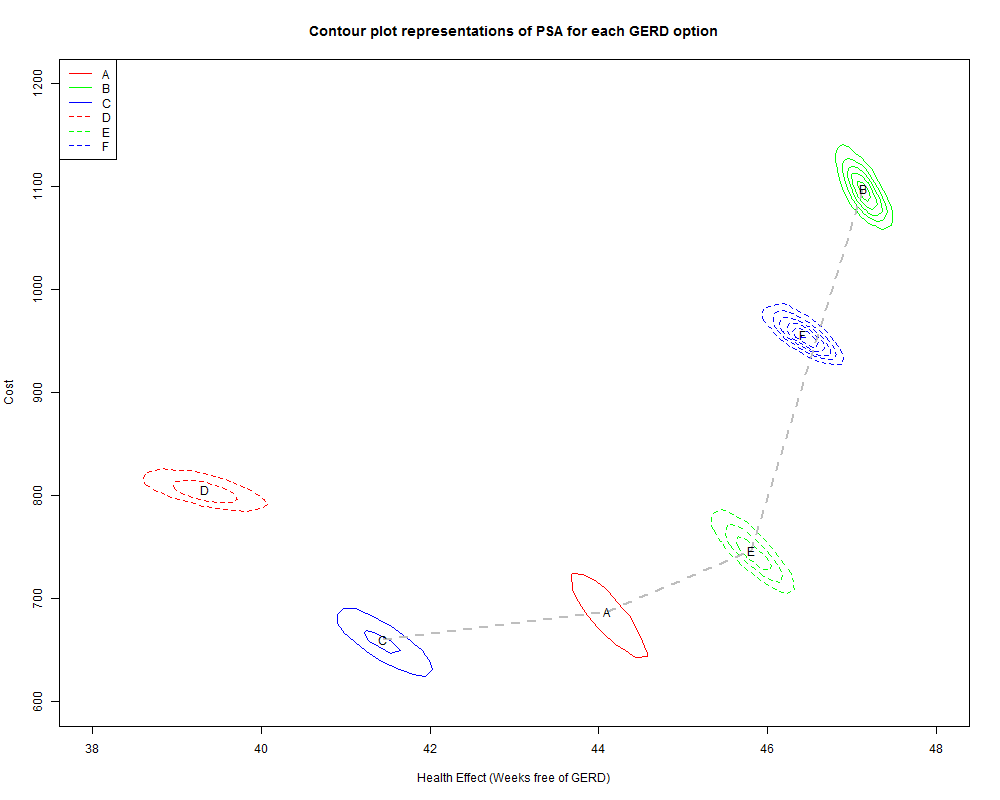 Contour plot representations of PSA for each GERD option
A
B
C
D
E
F
1200
1100
1000
900
800
700
600
Cost
B
F
D
E
A
C
38 40 42 44 46 48
Health Effect (Weeks free of GERD)